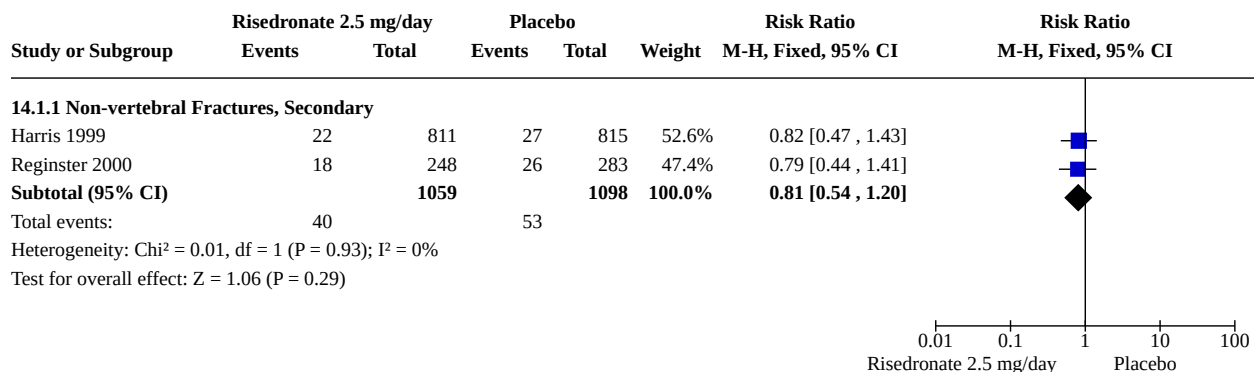 Risedronate 2.5 mg/day Placebo Risk Ratio Risk Ratio
Study or Subgroup Events Total Events Total Weight M-H, Fixed, 95% CI M-H, Fixed, 95% CI
14.1.1 Non-vertebral Fractures, Secondary
Harris 1999 22 811 27 815 52.6% 0.82 [0.47 , 1.43]
Reginster 2000 18 248 26 283 47.4% 0.79 [0.44 , 1.41]
Subtotal (95% CI) 1059 1098 100.0% 0.81 [0.54 , 1.20]
Total events: 40 53
Heterogeneity: Chi² = 0.01, df = 1 (P = 0.93); I² = 0%
Test for overall effect: Z = 1.06 (P = 0.29)
0.01 0.1 1 10 100
Risedronate 2.5 mg/day Placebo